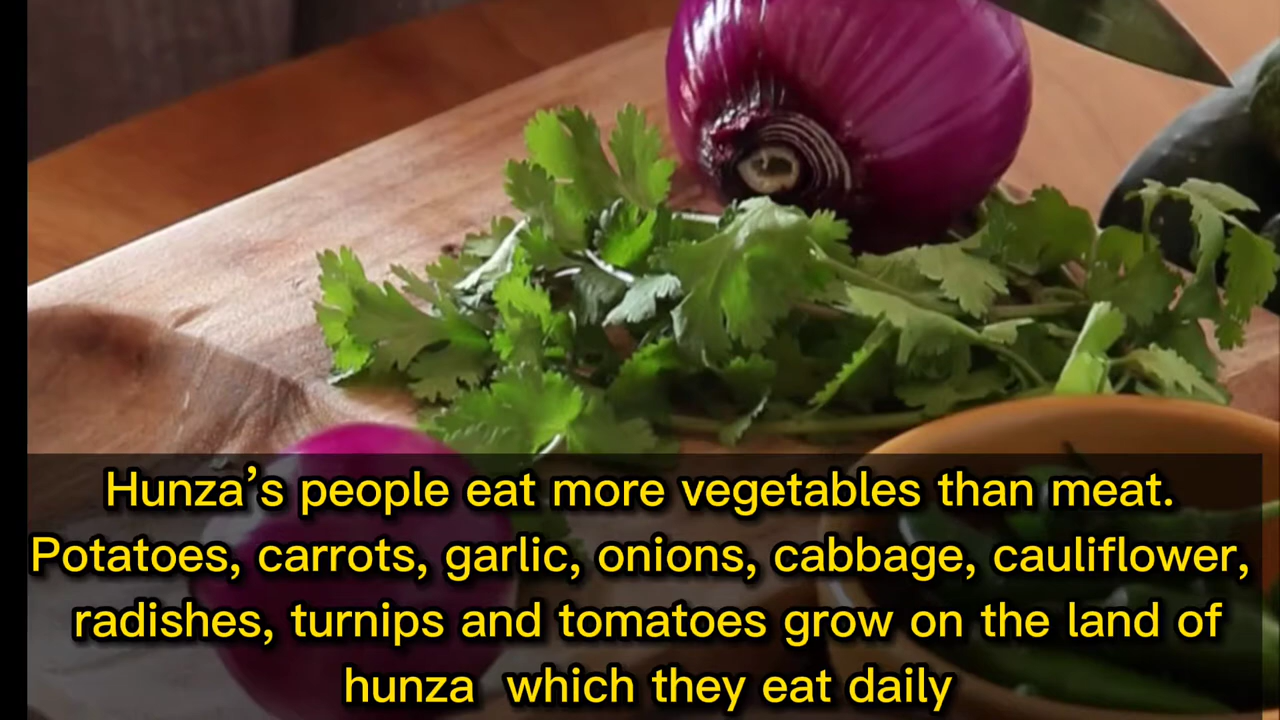 Hunza’s people eat more vegetables than meat.
Potatoes, carrots, garlic, onions, cabbage, cauliflower,
radishes, turnips and tomatoes grow on the land of
hunza which they eat daily